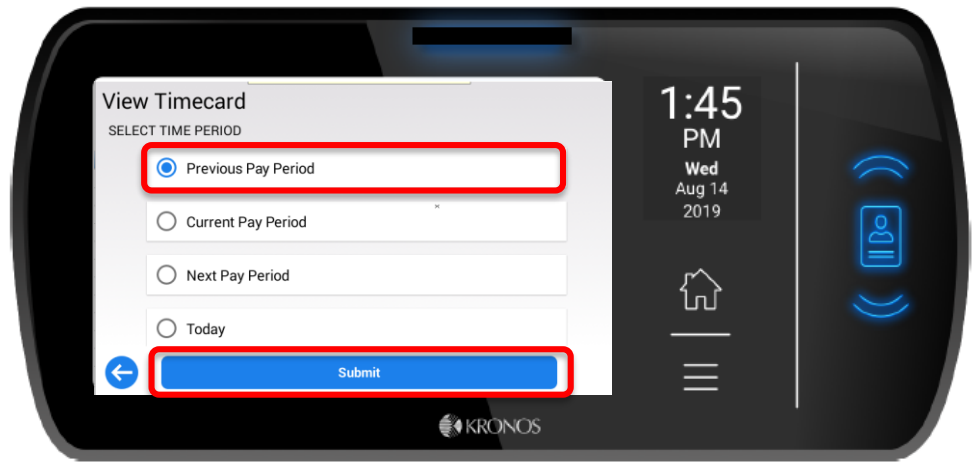 View Timecard
SELECT TIME PERIOD
Previous Pay Period
Current Pay Period
Next Pay Period
Today
Submit
1:45
PM
Wed
Aug 14
2019
KRONOS